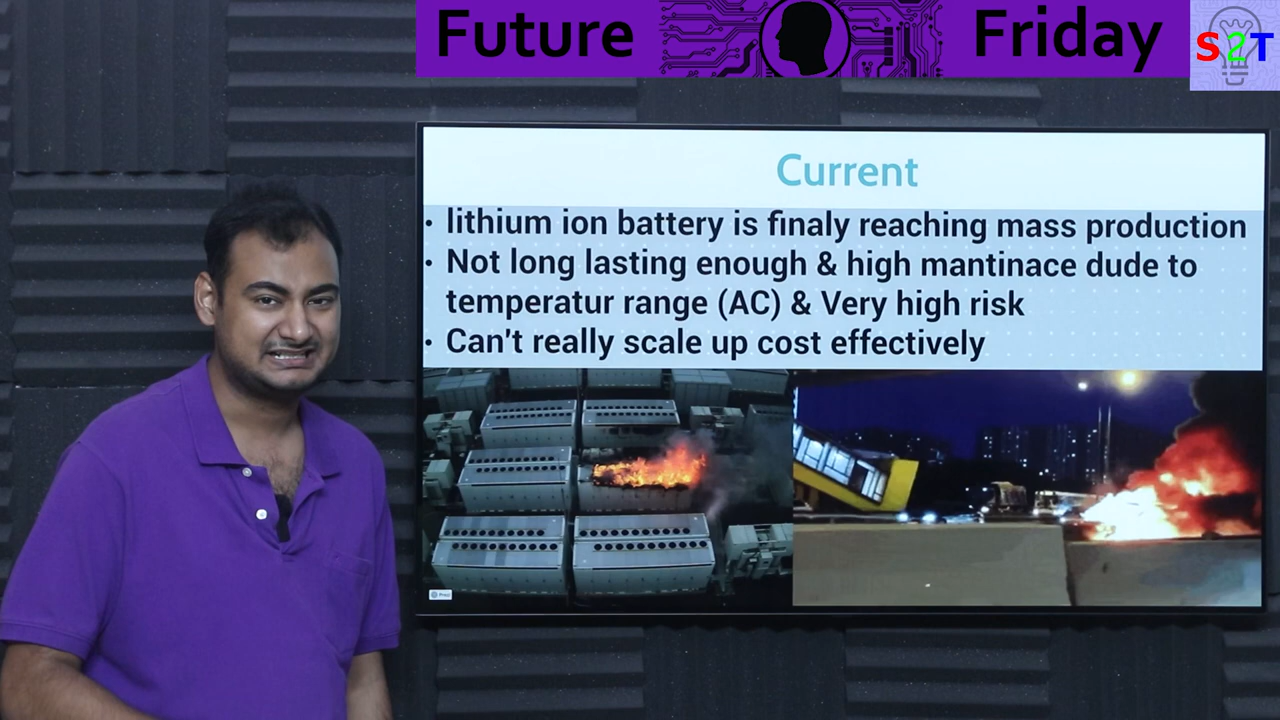 Future Friday
S2T
Current
• lithium ion battery is finaly reaching mass production
• Not long lasting enough & high mantinace dude to
temperatur range (AC) & Very high risk
• Can't really scale up cost effectively